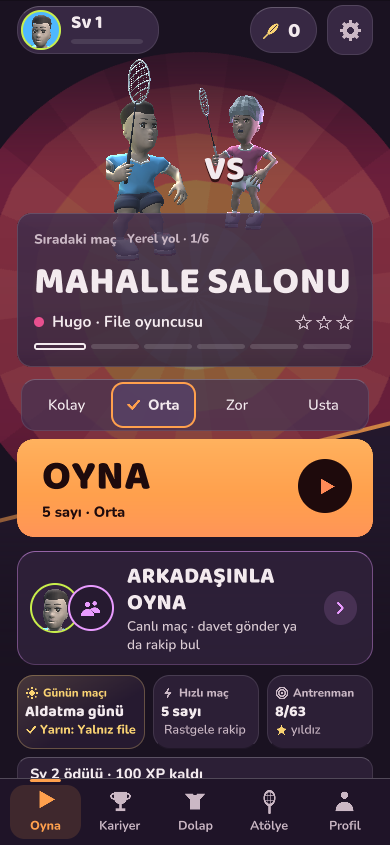 Sv 1
0
VS
Sıradaki maç Yerel yol · 1/6
MAHALLE SALONU
Hugo · File oyuncusu
Kolay
Orta
Zor
Usta
OYNA
5 sayı · Orta
ARKADAŞINLA
OYNA
Canlı maç · davet gönder ya
da rakip bul
Günün maçı
Aldatma günü
Yarın: Yalnız file
Hızlı maç
5 sayı
Rastgele rakip
Antrenman
8/63
yıldız
Sv 2 ödülü · 100 XP kaldı
Oyna
Kariyer
Dolap
Atölye
Profil